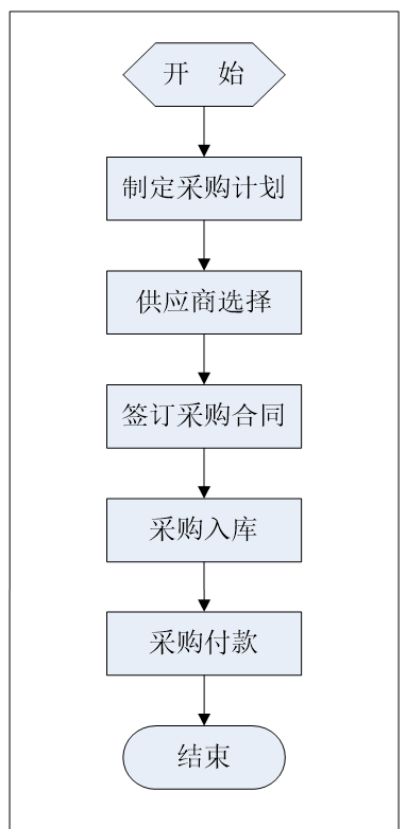 开 始
制定采购计划
供应商选择
签订采购合同
采购入库
采购付款
结束